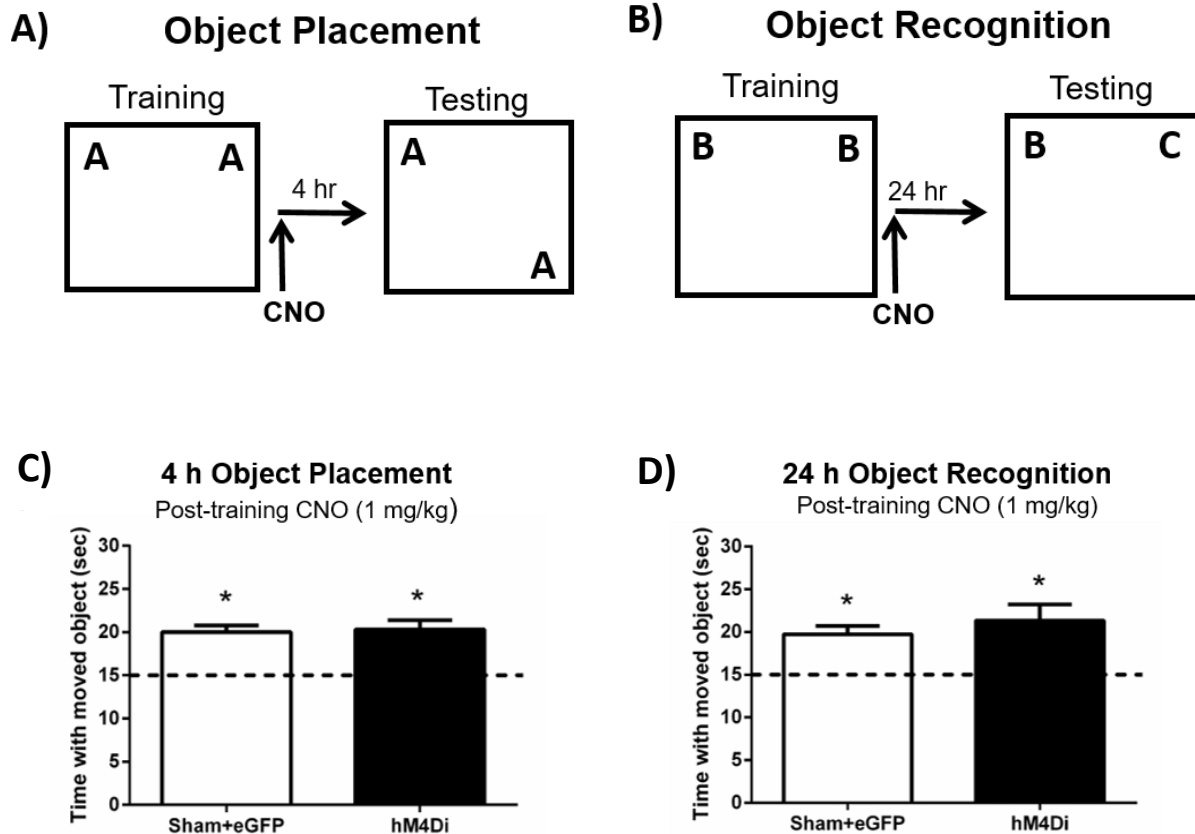 A)
Object Placement
Training
Testing
A A
A
4 hr
A
CNO
B)
Object Recognition
Training
Testing
B B
B C
24 hr
CNO
C)
4 h Object Placement
Post-training CNO (1 mg/kg)
Time with moved object (sec)
30
25
20
15
10
5
0
*
*
Sham+eGFP
hM4Di
D)
24 h Object Recognition
Post-training CNO (1 mg/kg)
Time with moved object (sec)
30
25
20
15
10
5
0
*
*
Sham+eGFP
hM4Di